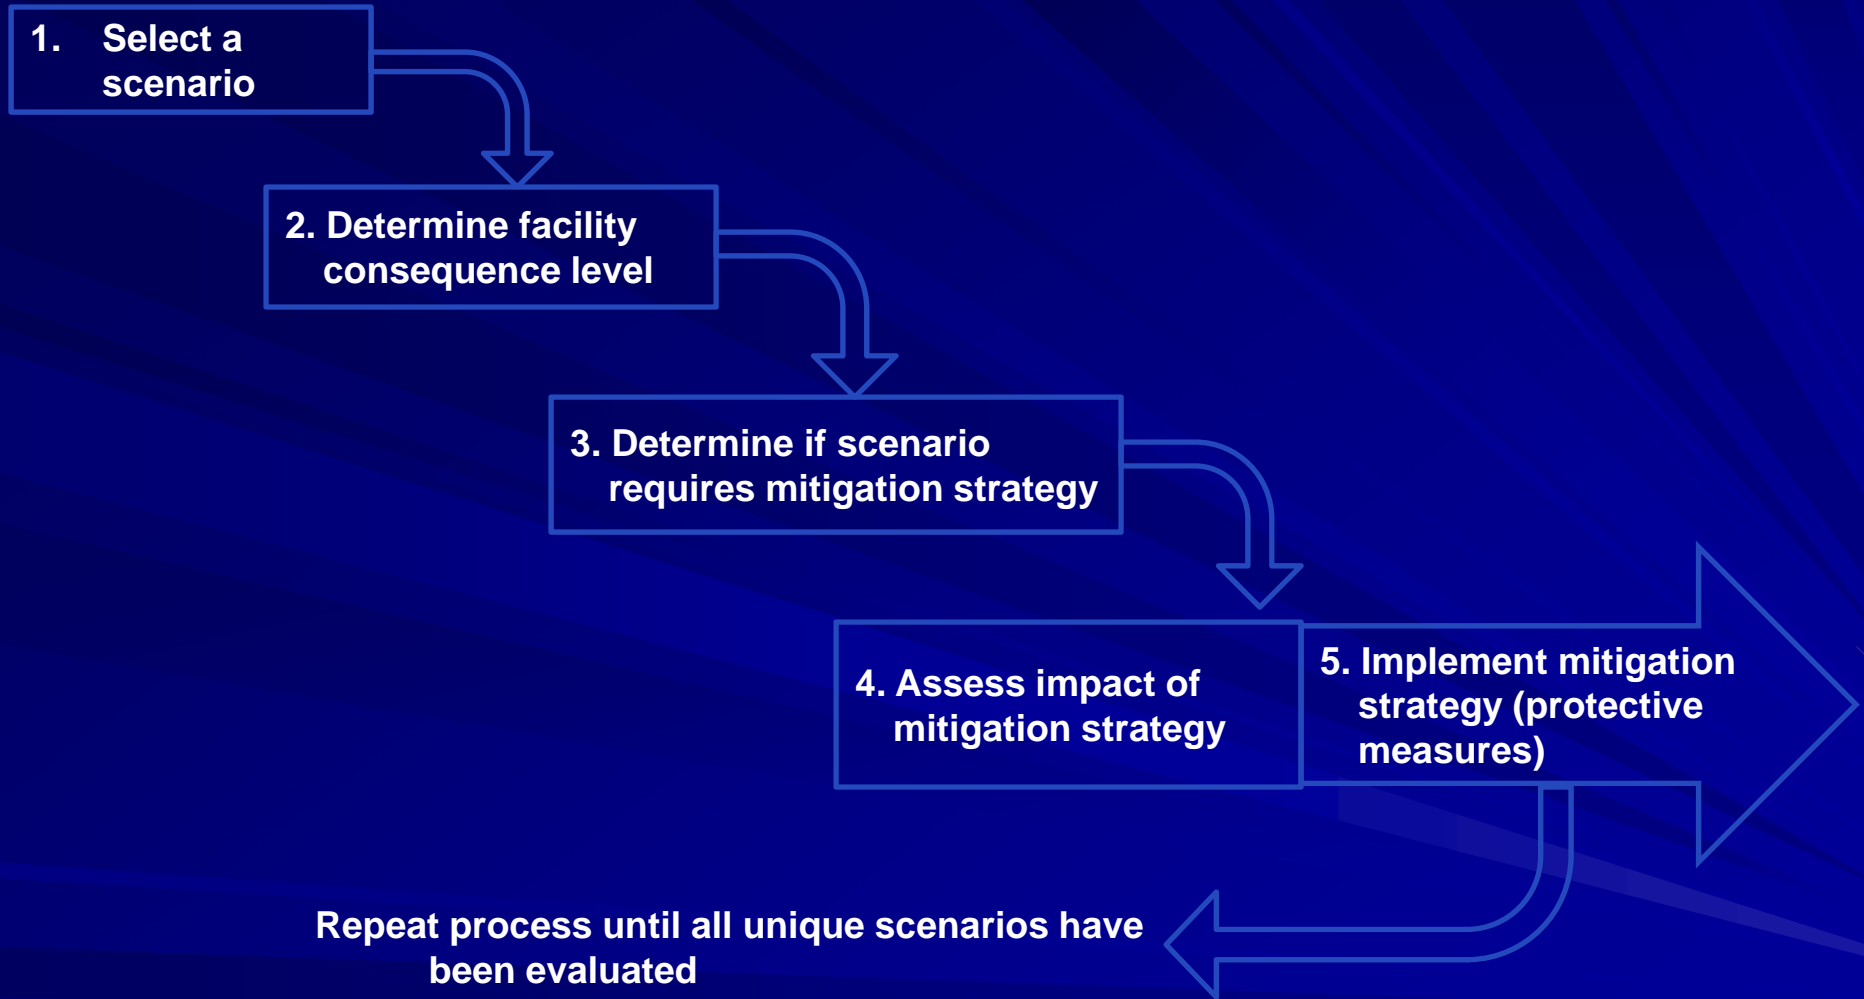 1. Select a
scenario
2. Determine facility
consequence level
3. Determine if scenario
requires mitigation strategy
4. Assess impact of
mitigation strategy
5. Implement mitigation
strategy (protective
measures)
Repeat process until all unique scenarios have
been evaluated